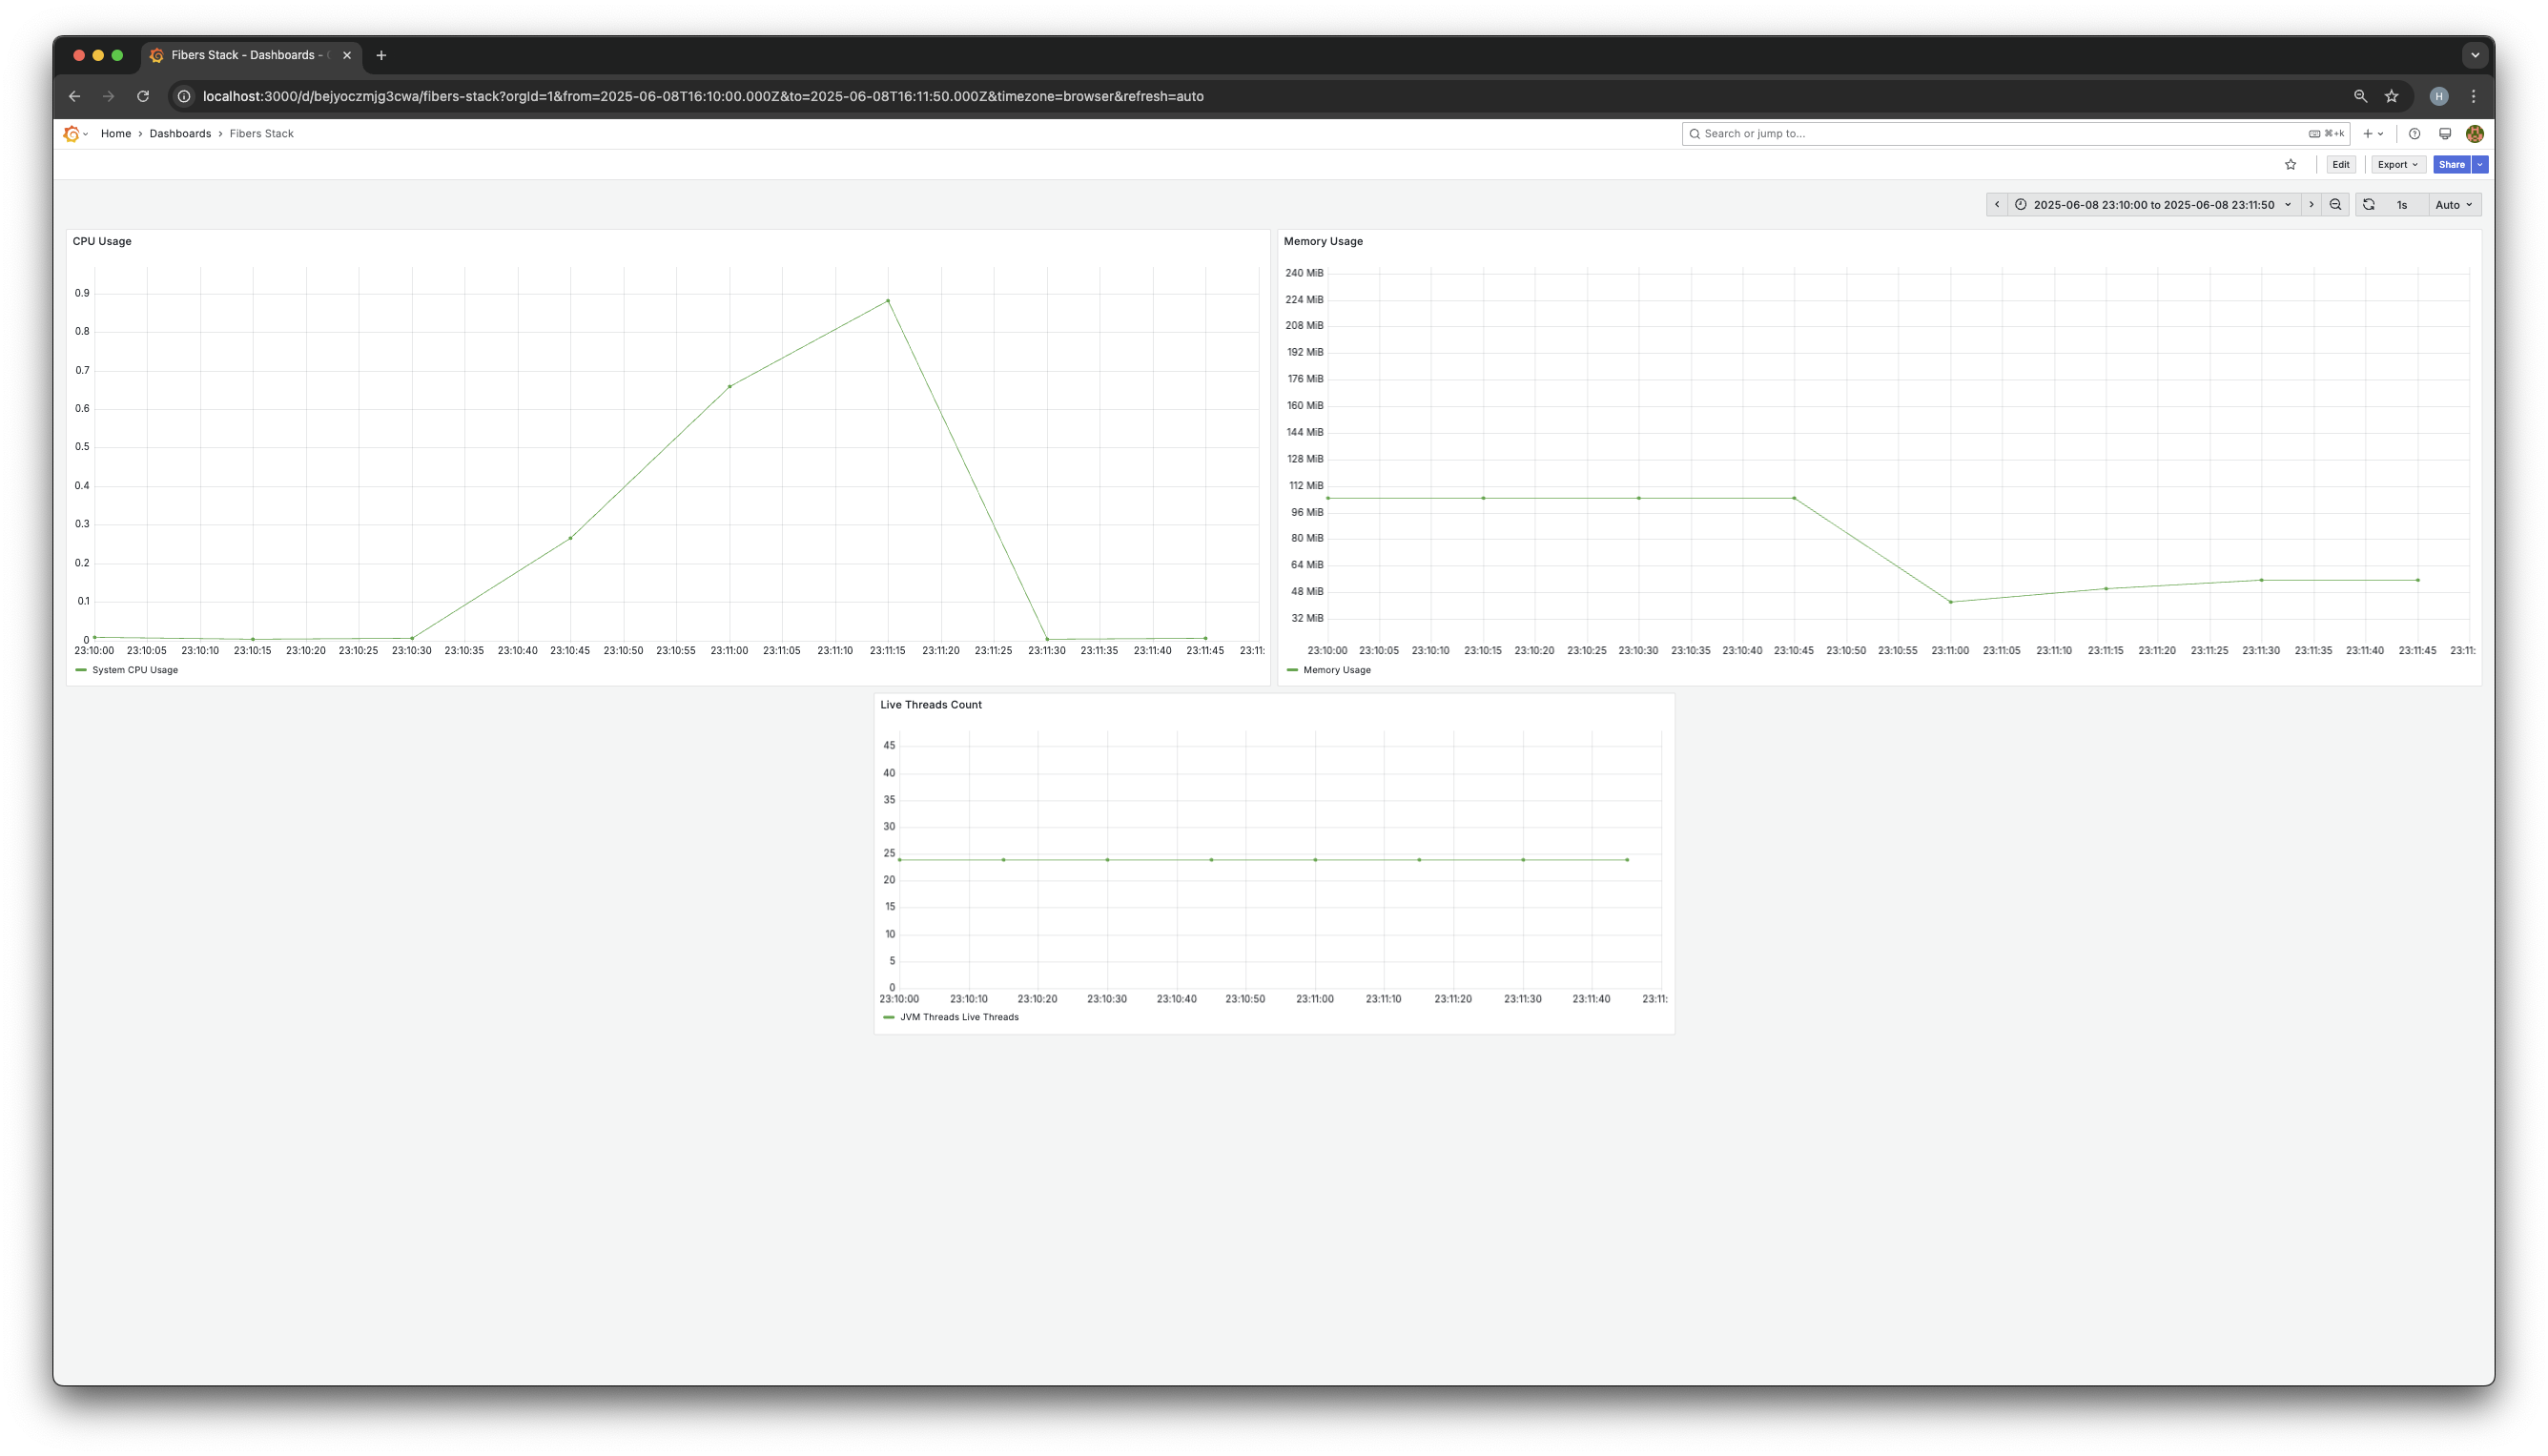 Fibers Stack - Dashboards -
localhost:3000/d/bejyoczmjg3cwa/fibers-stack?orgId=1&from=2025-06-08T16:10:00.000Z&to=2025-06-08T16:11:50.000Z&timezone=browser&refresh=auto
H
Home › Dashboards › Fibers Stack
Search or jump to...
⌘+k
Edit
Export
Share
2025-06-08 23:10:00 to 2025-06-08 23:11:50
1s
Auto
CPU Usage
0.9
0.8
0.7
0.6
0.5
0.4
0.3
0.2
0.1
0
23:10:00 23:10:05 23:10:10 23:10:15 23:10:20 23:10:25 23:10:30 23:10:35 23:10:40 23:10:45 23:10:50 23:10:55 23:11:00 23:11:05 23:11:10 23:11:15 23:11:20 23:11:25 23:11:30 23:11:35 23:11:40 23:11:45 23:11:
System CPU Usage
Memory Usage
240 MiB
224 MiB
208 MiB
192 MiB
176 MiB
160 MiB
144 MiB
128 MiB
112 MiB
96 MiB
80 MiB
64 MiB
48 MiB
32 MiB
23:10:00 23:10:05 23:10:10 23:10:15 23:10:20 23:10:25 23:10:30 23:10:35 23:10:40 23:10:45 23:10:50 23:10:55 23:11:00 23:11:05 23:11:10 23:11:15 23:11:20 23:11:25 23:11:30 23:11:35 23:11:40 23:11:45 23:11:
Memory Usage
Live Threads Count
45
40
35
30
25
20
15
10
5
0
23:10:00 23:10:10 23:10:20 23:10:30 23:10:40 23:10:50 23:11:00 23:11:10 23:11:20 23:11:30 23:11:40 23:11:
JVM Threads Live Threads